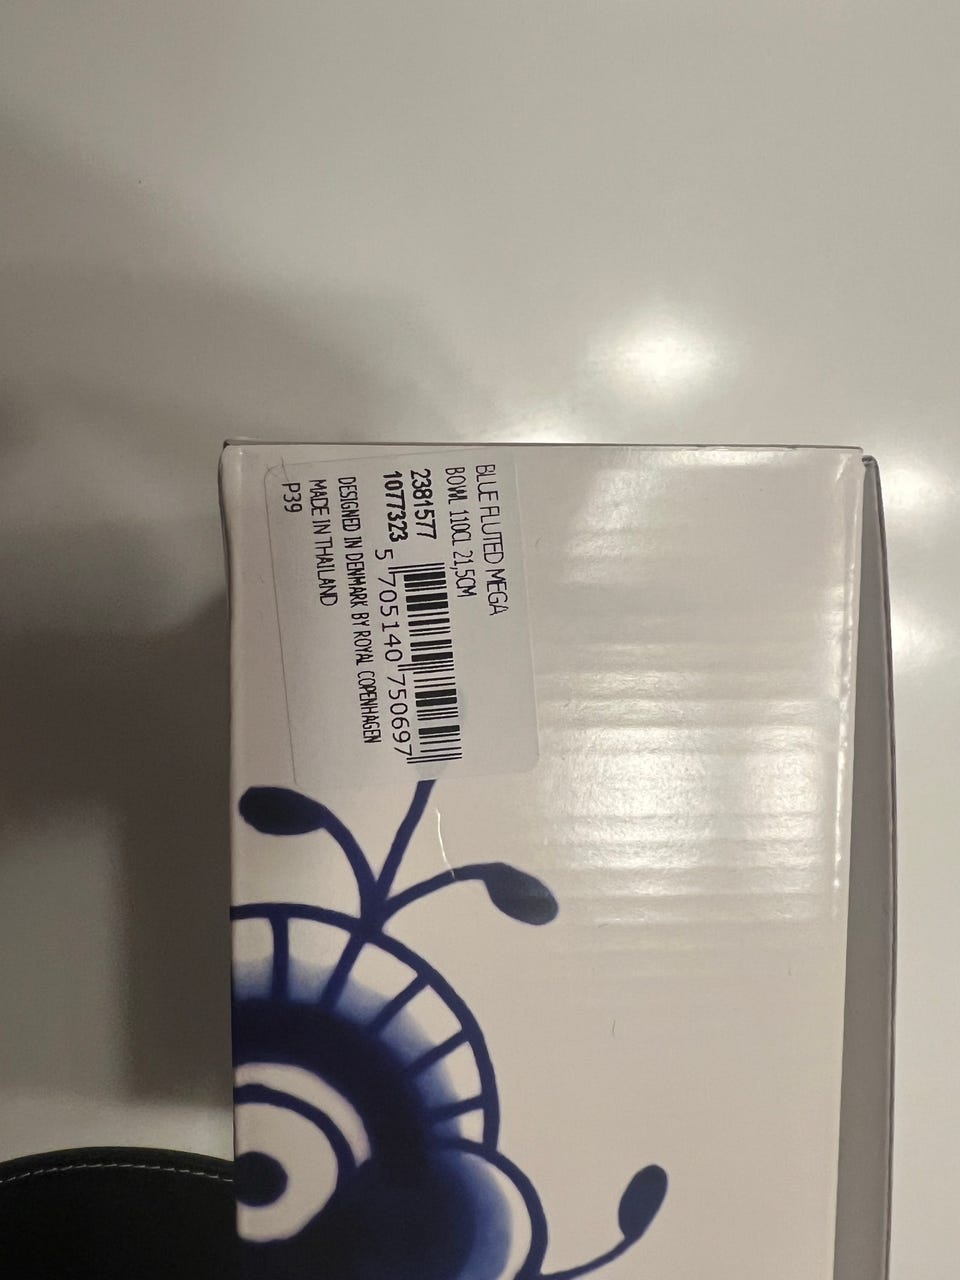 BLUE FLUTED MEGA
BOWL 110CL 21,5CM
2381577
1077323
5 705140 750697
DESIGNED IN DENMARK BY ROYAL COPENHAGEN
MADE IN THAILAND
P39